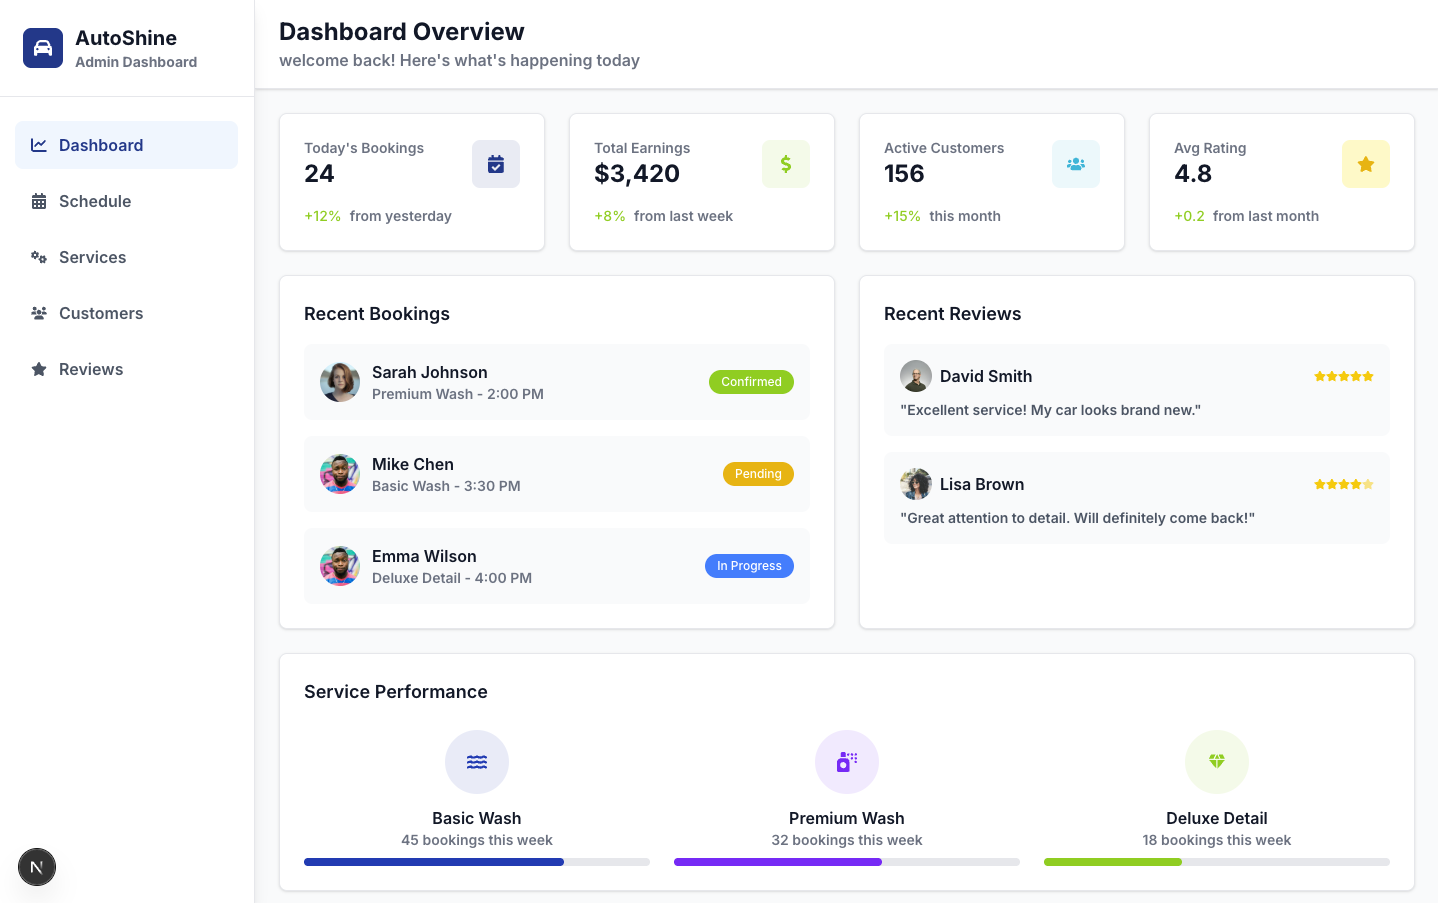 AutoShine
Admin Dashboard
Dashboard
Schedule
Services
Customers
Reviews
N
Dashboard Overview
welcome back! Here's what's happening today
Today's Bookings
24
+12% from yesterday
Total Earnings
$3,420
+8% from last week
Active Customers
156
+15% this month
Avg Rating
4.8
+0.2 from last month
Recent Bookings
Sarah Johnson
Premium Wash - 2:00 PM
Confirmed
Mike Chen
Basic Wash - 3:30 PM
Pending
Emma Wilson
Deluxe Detail - 4:00 PM
In Progress
Recent Reviews
David Smith
"Excellent service! My car looks brand new."
Lisa Brown
"Great attention to detail. Will definitely come back!"
Service Performance
Basic Wash
45 bookings this week
Premium Wash
32 bookings this week
Deluxe Detail
18 bookings this week